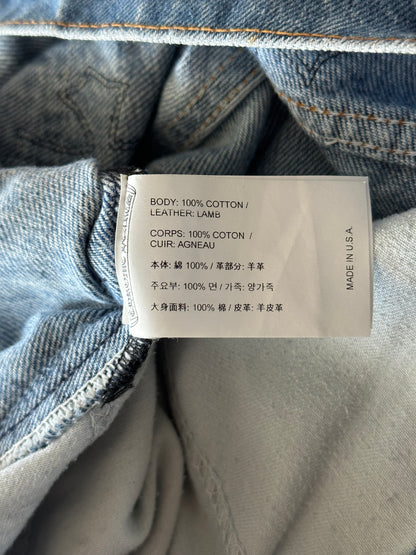 BODY: 100% COTTON /
LEATHER: LAMB
CORPS: 100% COTON /
CUIR: AGNEAU
本体: 綿 100% / 革部分: 羊革
주요부: 100% 면 / 가죽: 양가죽
大身面料: 100% 棉 / 皮革: 羊皮革
MADE IN U.S.A.